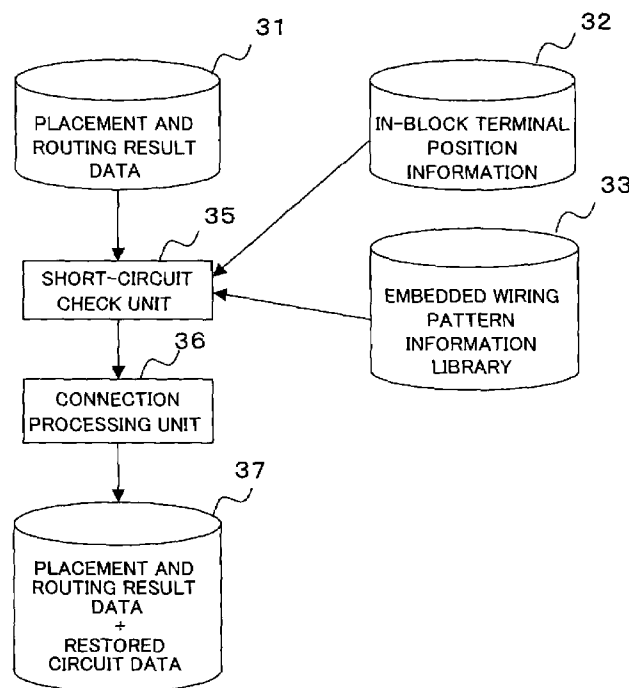 31
PLACEMENT AND
ROUTING RESULT
DATA
32
IN-BLOCK TERMINAL
POSITION
INFORMATION
33
EMBEDDED WIRING
PATTERN
INFORMATION
LIBRARY
35
SHORT-CIRCUIT
CHECK UNIT
36
CONNECTION
PROCESSING UNIT
37
PLACEMENT AND
ROUTING RESULT
DATA
+
RESTORED
CIRCUIT DATA